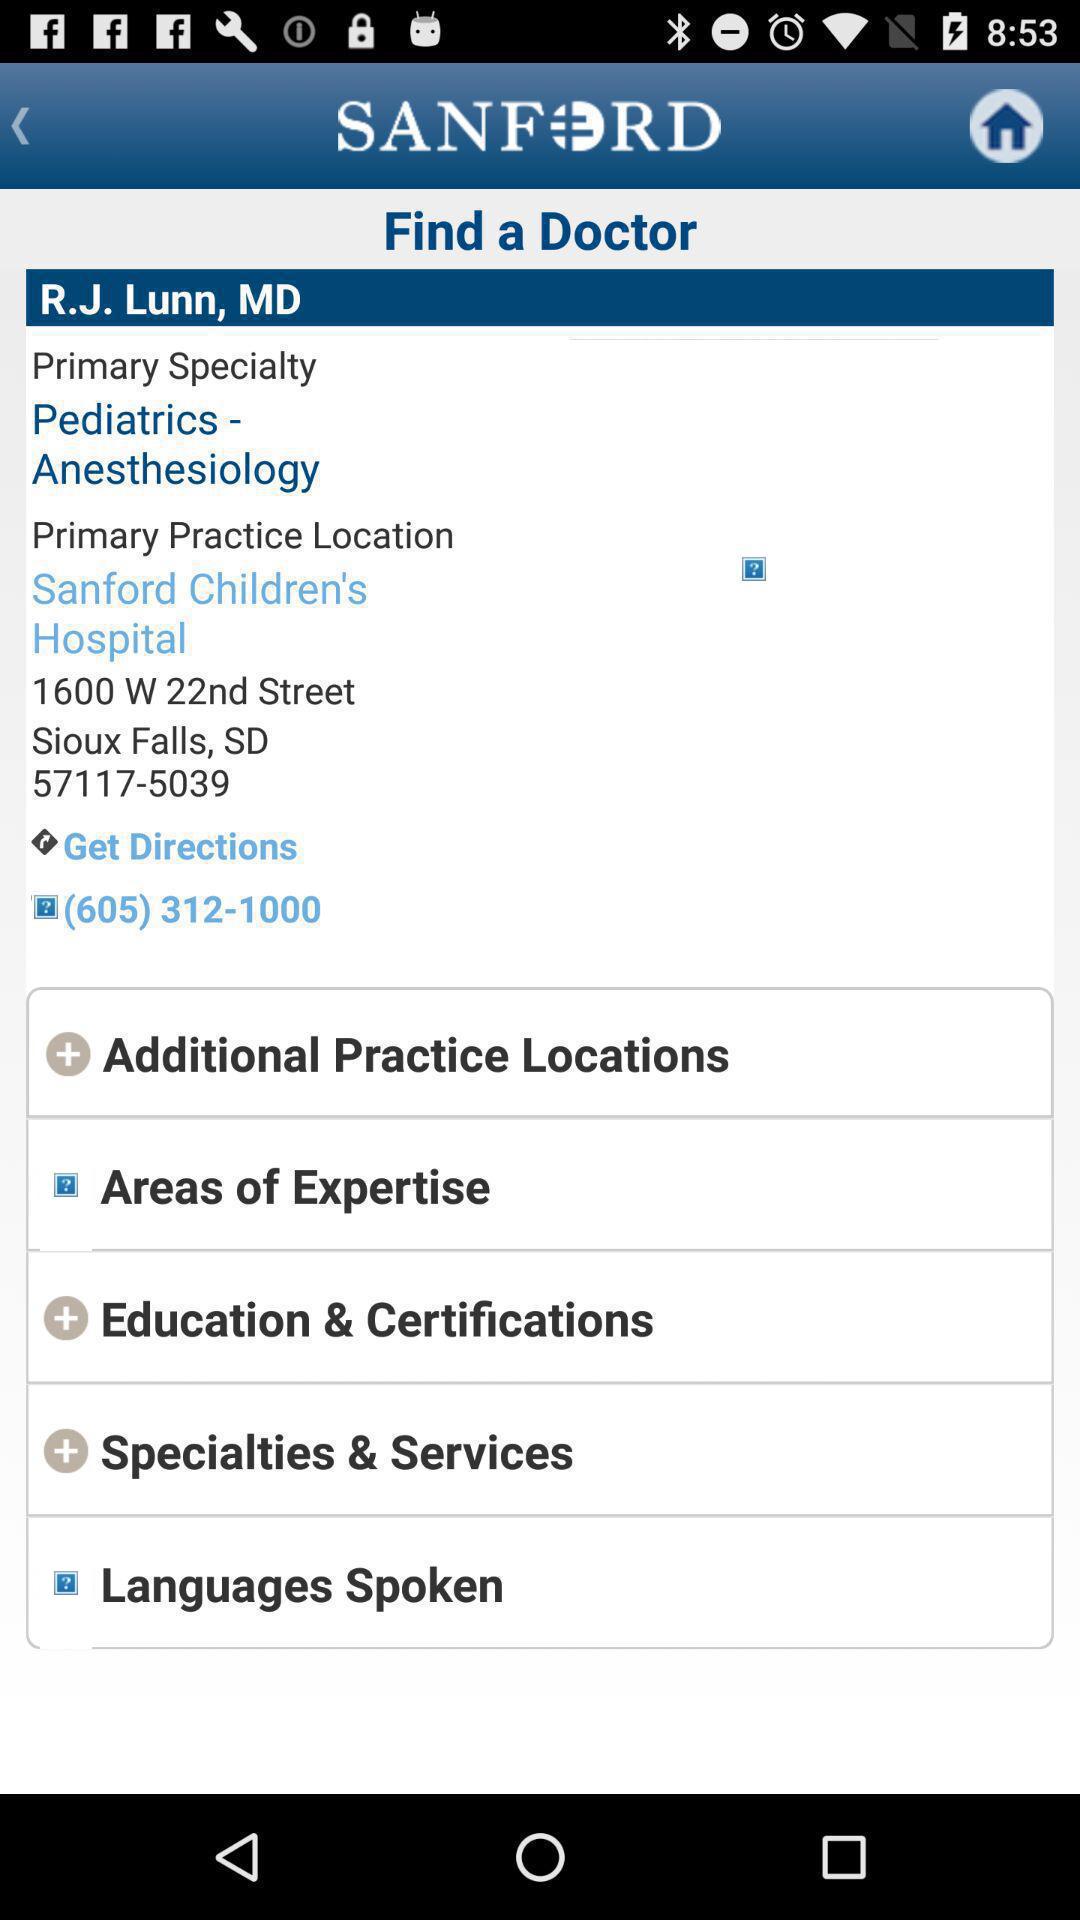 8:53
SANFORD
Find a Doctor
R.J. Lunn, MD
Primary Specialty
Pediatrics -
Anesthesiology
Primary Practice Location
Sanford Children's
Hospital
1600 W 22nd Street
Sioux Falls, SD
57117-5039
Get Directions
(605) 312-1000
Additional Practice Locations
Areas of Expertise
Education & Certifications
Specialties & Services
Languages Spoken